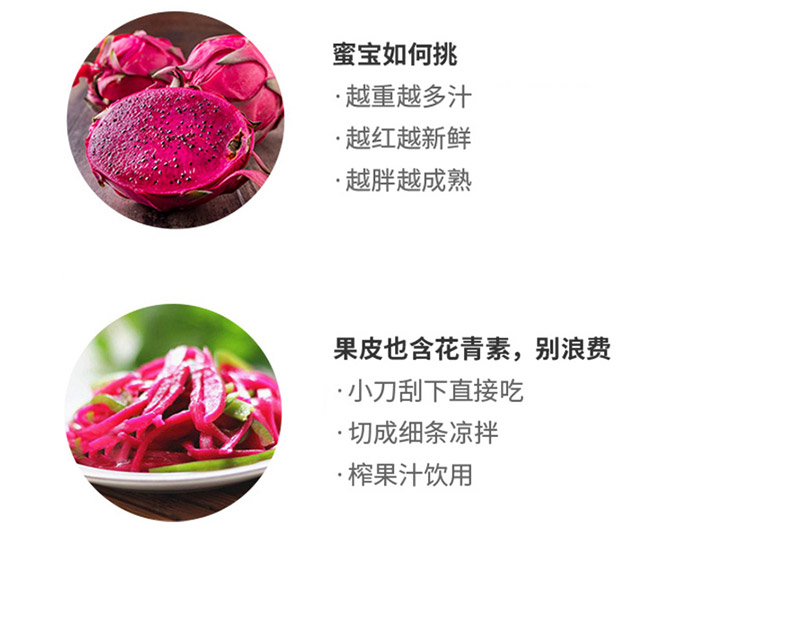 蜜宝如何挑
·越重越多汁
·越红越新鲜
·越胖越成熟
果皮也含花青素，别浪费
·小刀刮下直接吃
·切成细条凉拌
·榨果汁饮用